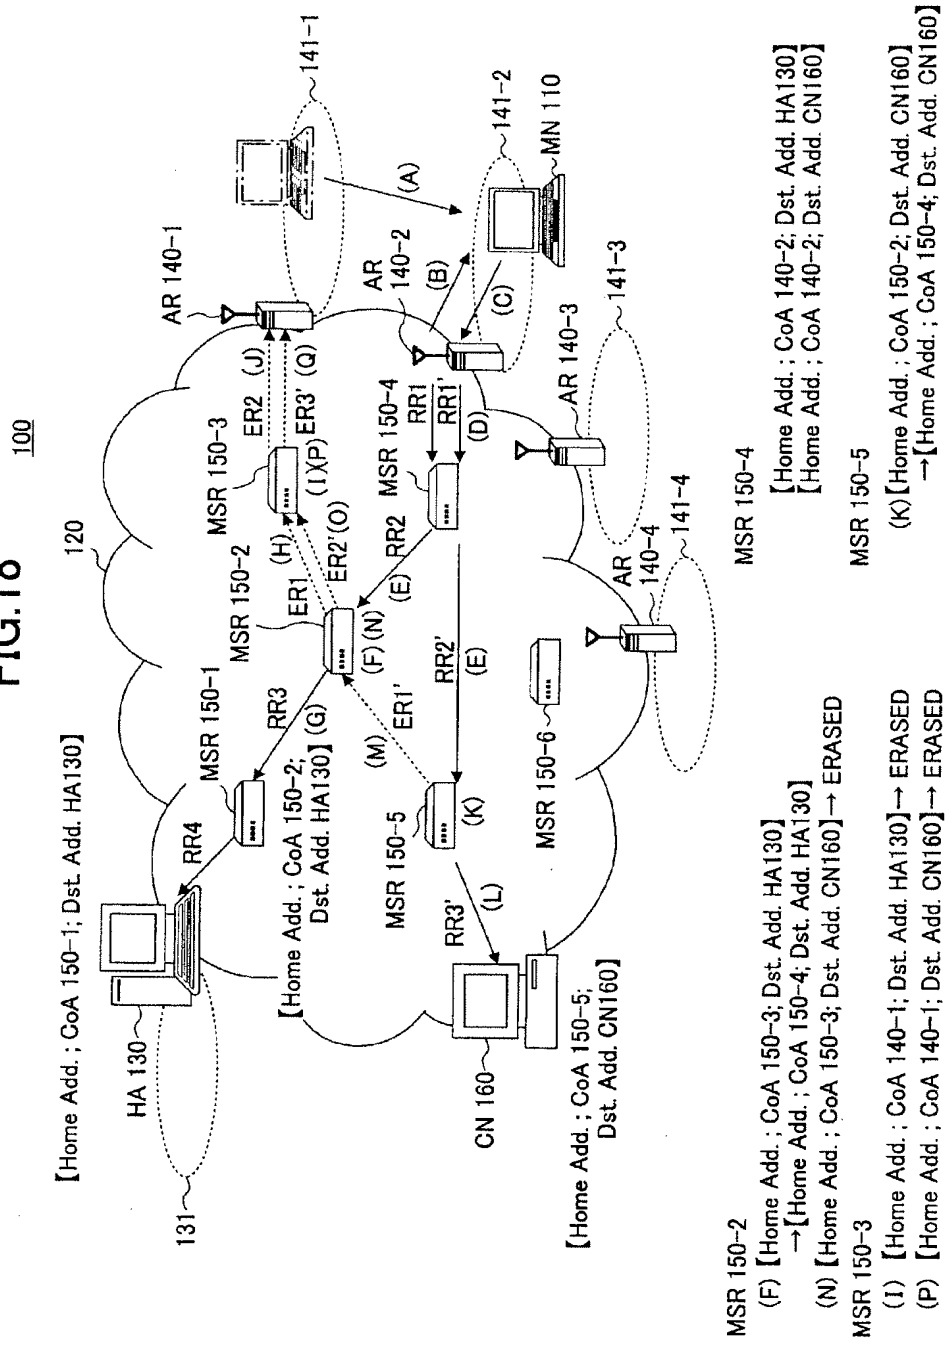 FIG.18
100
120
【Home Add. ; CoA 150-1; Dst. Add. HA130】
131
HA 130
RR4
MSR 150-1
RR3
(G)
【Home Add. ; CoA 150-2;
Dst. Add. HA130】
MSR 150-2
(F) (N)
ER1
(H)
ER2'(O)
MSR 150-3
(I)(P)
ER2
(J)
ER3'
(Q)
AR 140-1
141-1
(A)
AR
140-2
(B)
(C)
141-2
MN 110
RR1
RR1'
(D)
MSR 150-4
RR2
(E)
RR2'
(E)
ER1'
(M)
MSR 150-5
(K)
RR3'
(L)
CN 160
【Home Add. ; CoA 150-5;
Dst. Add. CN160】
MSR 150-6
AR 140-3
141-3
AR
140-4
141-4
MSR 150-2
(F)【Home Add. ; CoA 150-3; Dst. Add. HA130】
→【Home Add. ; CoA 150-4; Dst. Add. HA130】
(N)【Home Add. ; CoA 150-3; Dst. Add. CN160】→ ERASED
MSR 150-3
(I) 【Home Add. ; CoA 140-1; Dst. Add. HA130】→ ERASED
(P) 【Home Add. ; CoA 140-1; Dst. Add. CN160】→ ERASED
MSR 150-4
【Home Add. ; CoA 140-2; Dst. Add. HA130】
【Home Add. ; CoA 140-2; Dst. Add. CN160】
MSR 150-5
(K)【Home Add. ; CoA 150-2; Dst. Add. CN160】
→【Home Add. ; CoA 150-4; Dst. Add. CN160】